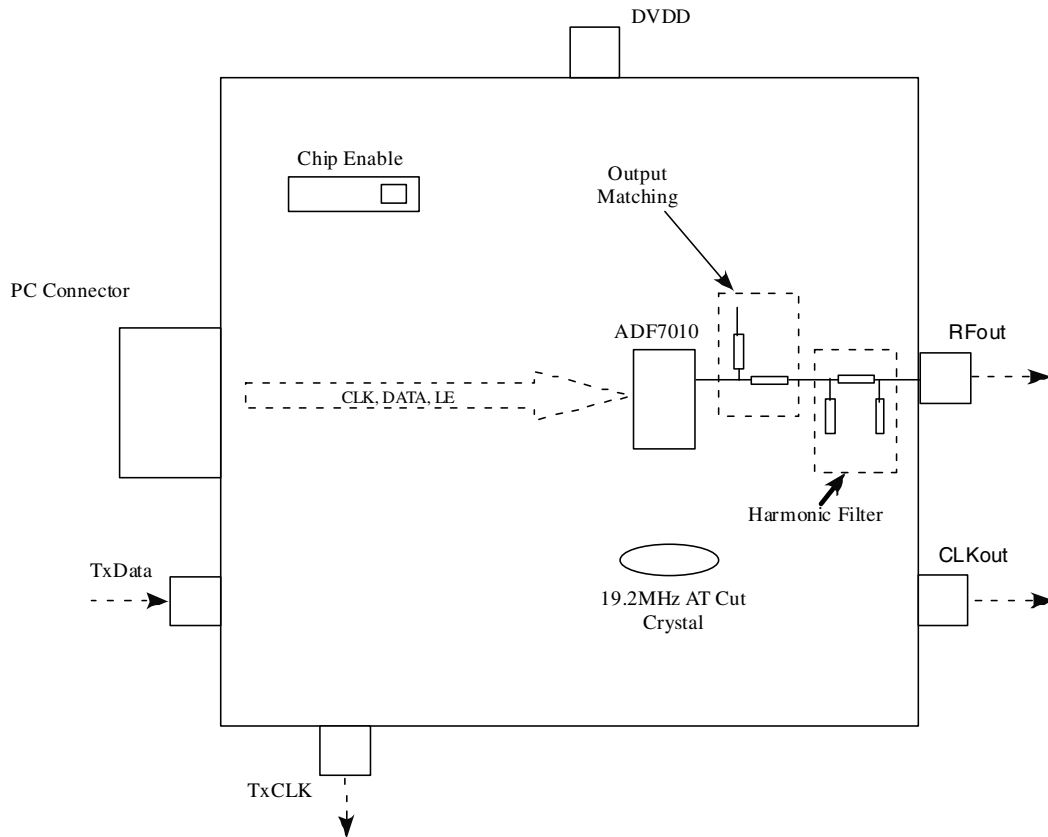 DVDD
Chip Enable
Output
Matching
PC Connector
ADF7010
RFout
CLK, DATA, LE
Harmonic Filter
TxData
CLKout
19.2MHz AT Cut
Crystal
TxCLK